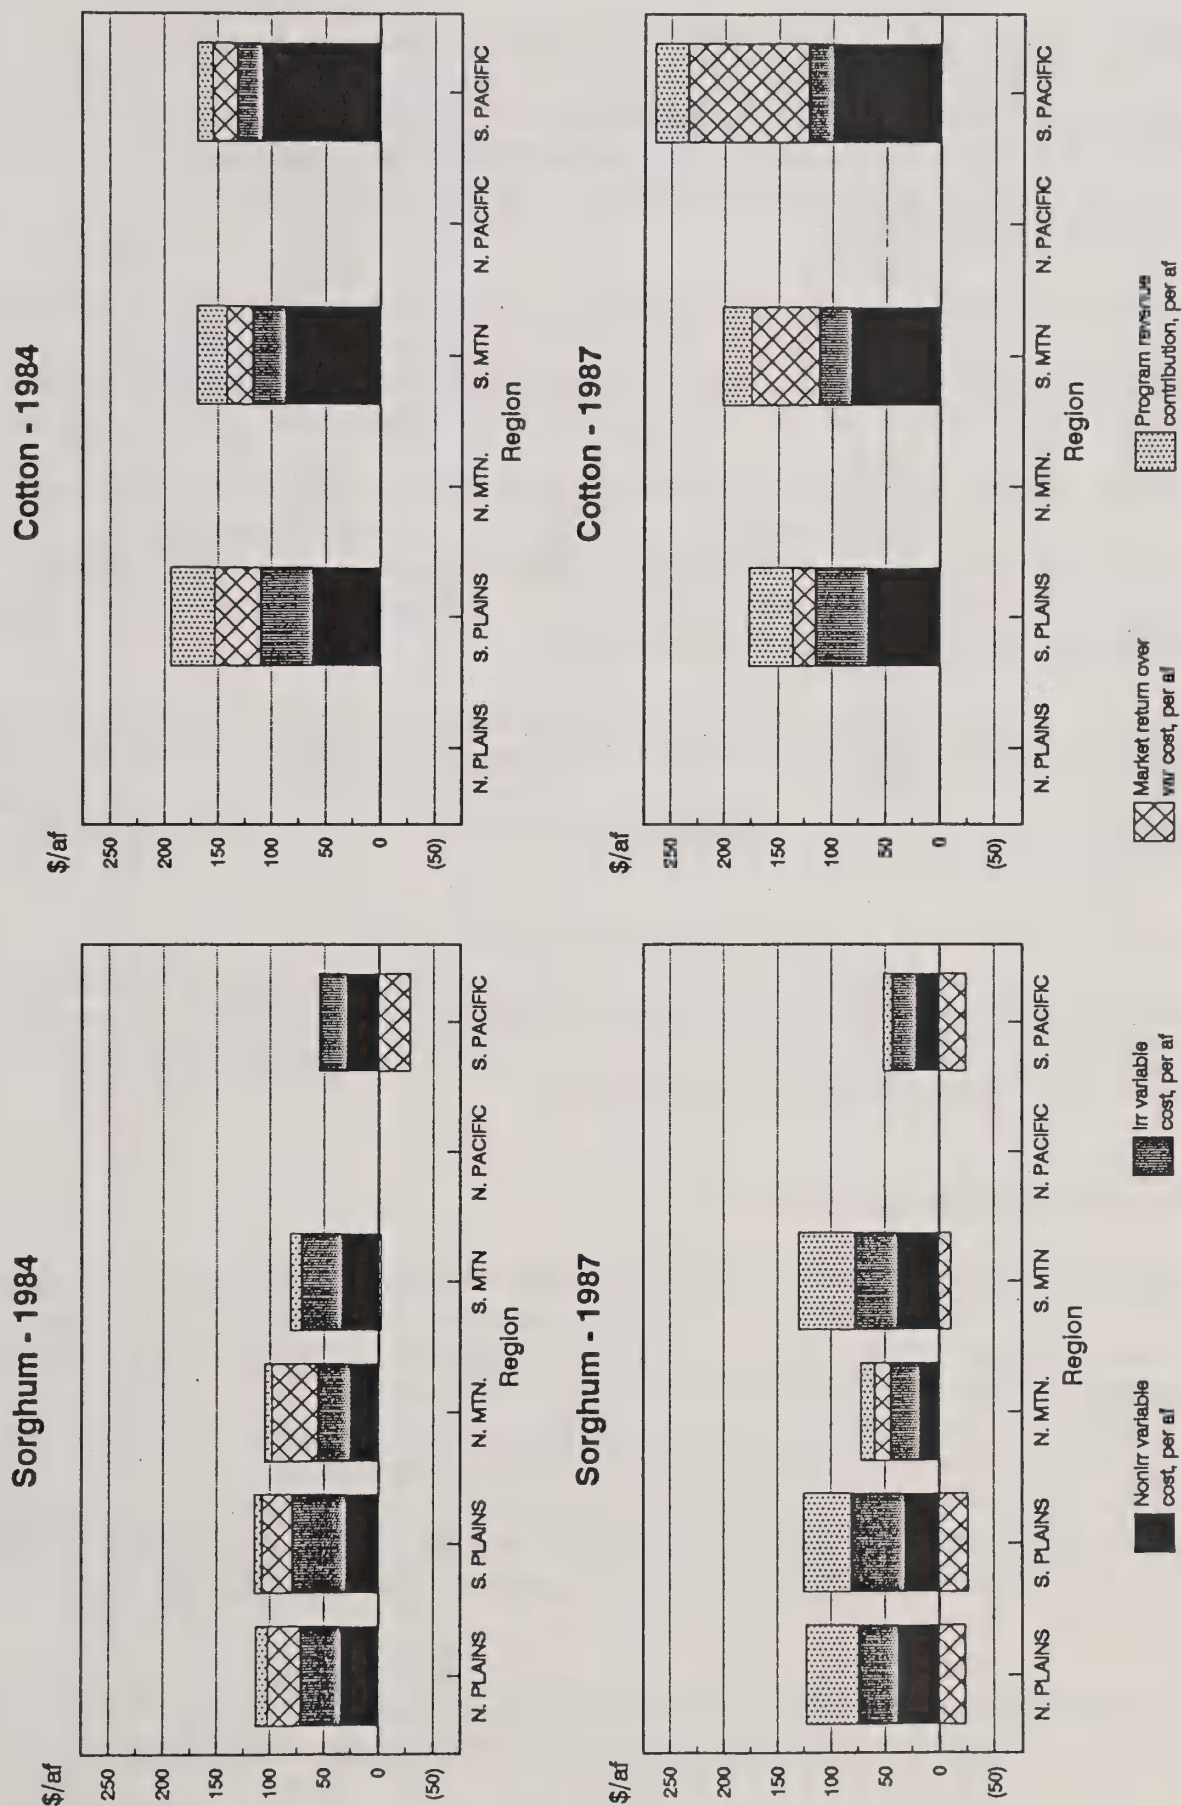 Sorghum - 1984
$/af
250
200
150
100
50
0
(50)
N. PLAINS
S. PLAINS
N. MTN.
S. MTN
N. PACIFIC
S. PACIFIC
Region
Cotton - 1984
$/af
250
200
150
100
50
0
(50)
N. PLAINS
S. PLAINS
N. MTN.
S. MTN
N. PACIFIC
S. PACIFIC
Region
Sorghum - 1987
$/af
250
200
150
100
50
0
(50)
N. PLAINS
S. PLAINS
N. MTN.
S. MTN
N. PACIFIC
S. PACIFIC
Region
Cotton - 1987
$/af
250
200
150
100
50
0
(50)
N. PLAINS
S. PLAINS
N. MTN.
S. MTN
N. PACIFIC
S. PACIFIC
Region
NonIrr variable
cost, per af
Irr variable
cost, per af
Market return over
var cost, per af
Program revenue
contribution, per af